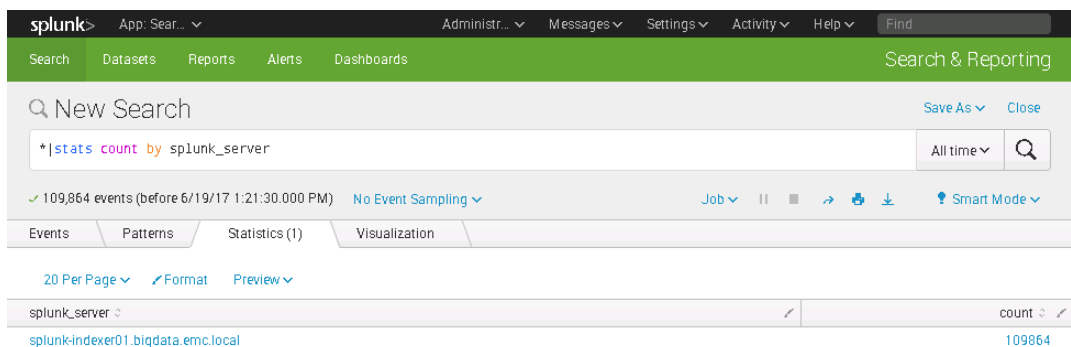 splunk> App: Sear... Administr... Messages Settings Activity Help Find
Search Datasets Reports Alerts Dashboards Search & Reporting
New Search Save As Close
*|stats count by splunk_server All time
109,864 events (before 6/19/17 1:21:30.000 PM) No Event Sampling Job Smart Mode
Events Patterns Statistics (1) Visualization
20 Per Page Format Preview
splunk_server count
splunk-indexer01.bigdata.emc.local 109864